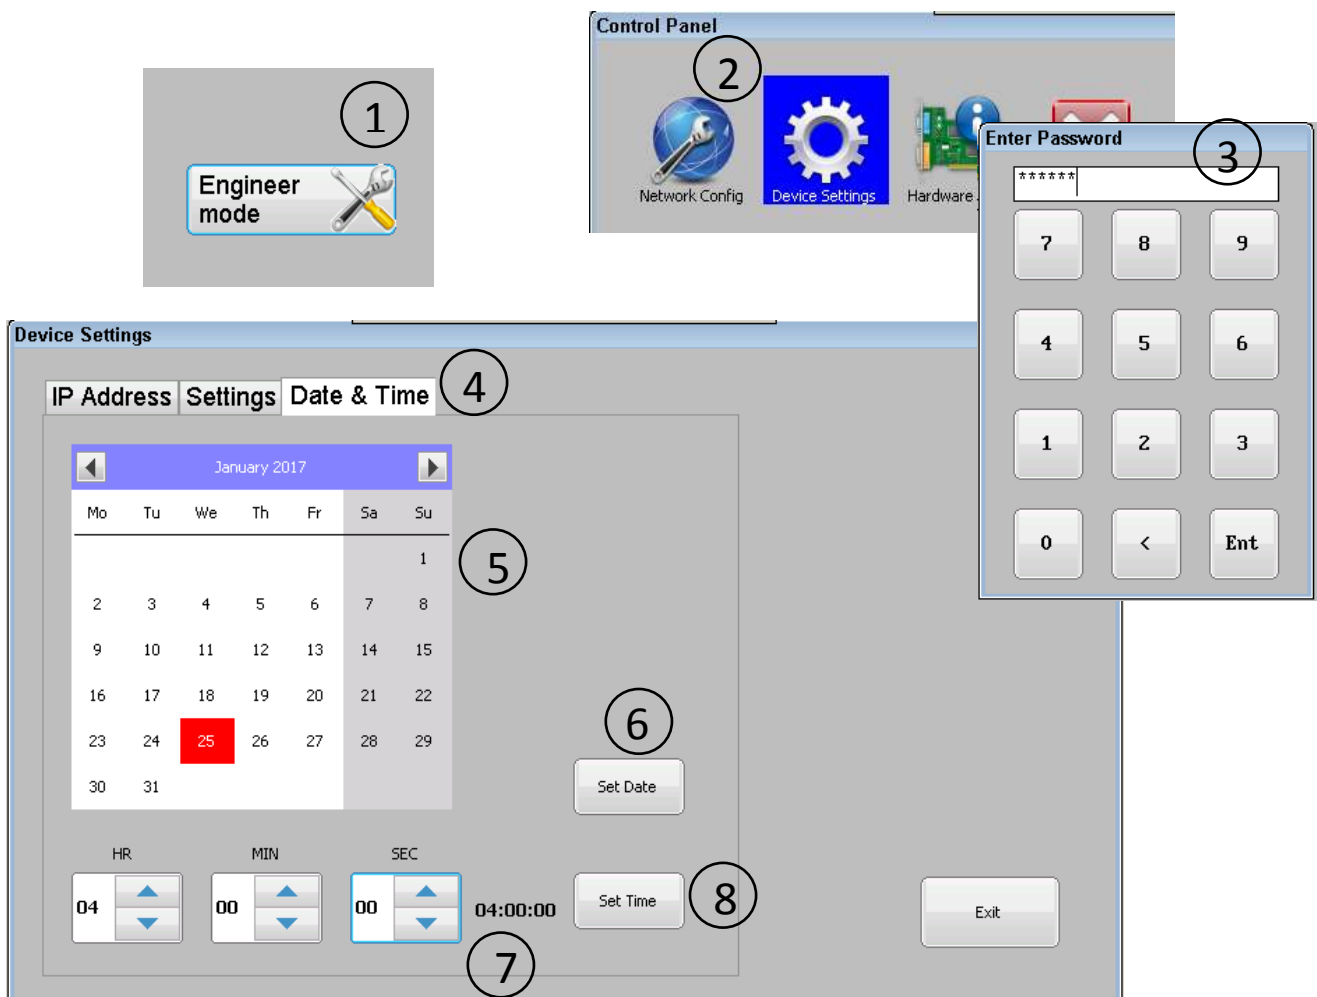 1
Engineer
mode
Control Panel
2
Network Config
Device Settings
Hardware
Enter Password
3
******
7 8 9
4 5 6
1 2 3
0 < Ent
Device Settings
IP Address Settings Date & Time
4
January 2017
Mo Tu We Th Fr Sa Su
1
5
2 3 4 5 6 7 8
9 10 11 12 13 14 15
16 17 18 19 20 21 22
23 24 25 26 27 28 29
30 31
6
Set Date
HR MIN SEC
04 00 00 04:00:00
7
Set Time
8
Exit